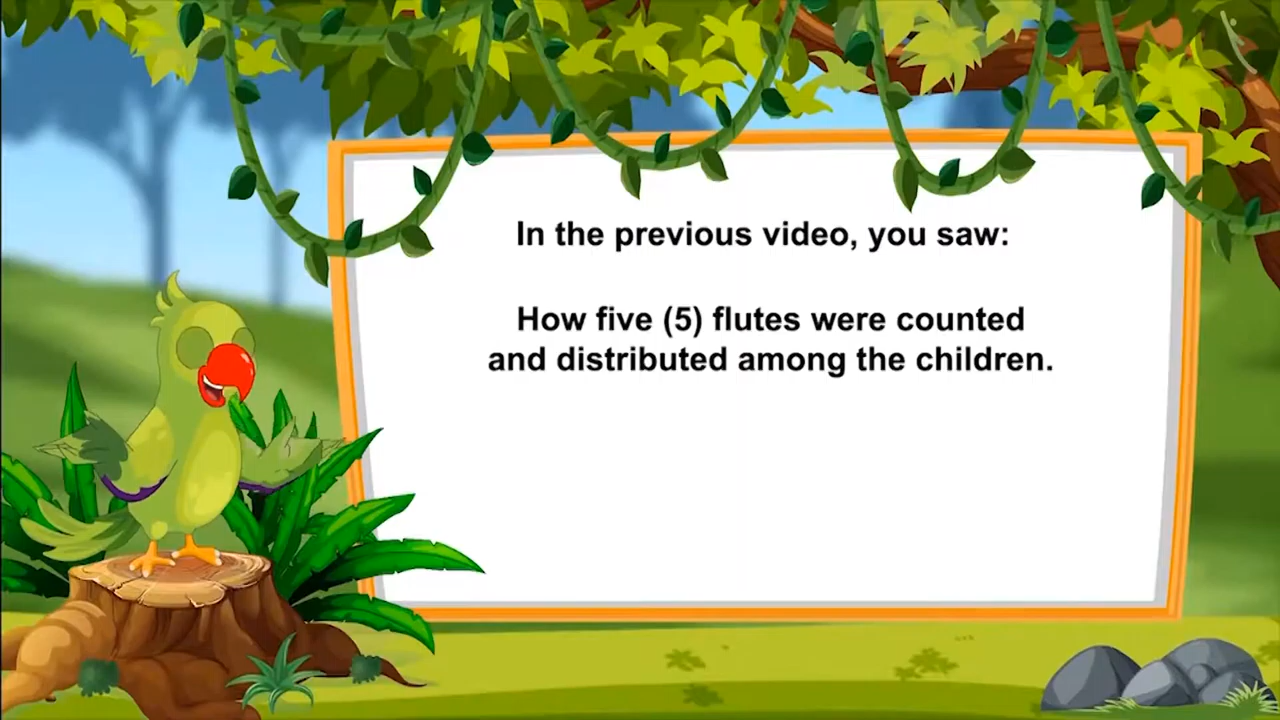 In the previous video, you saw:
How five (5) flutes were counted
and distributed among the children.